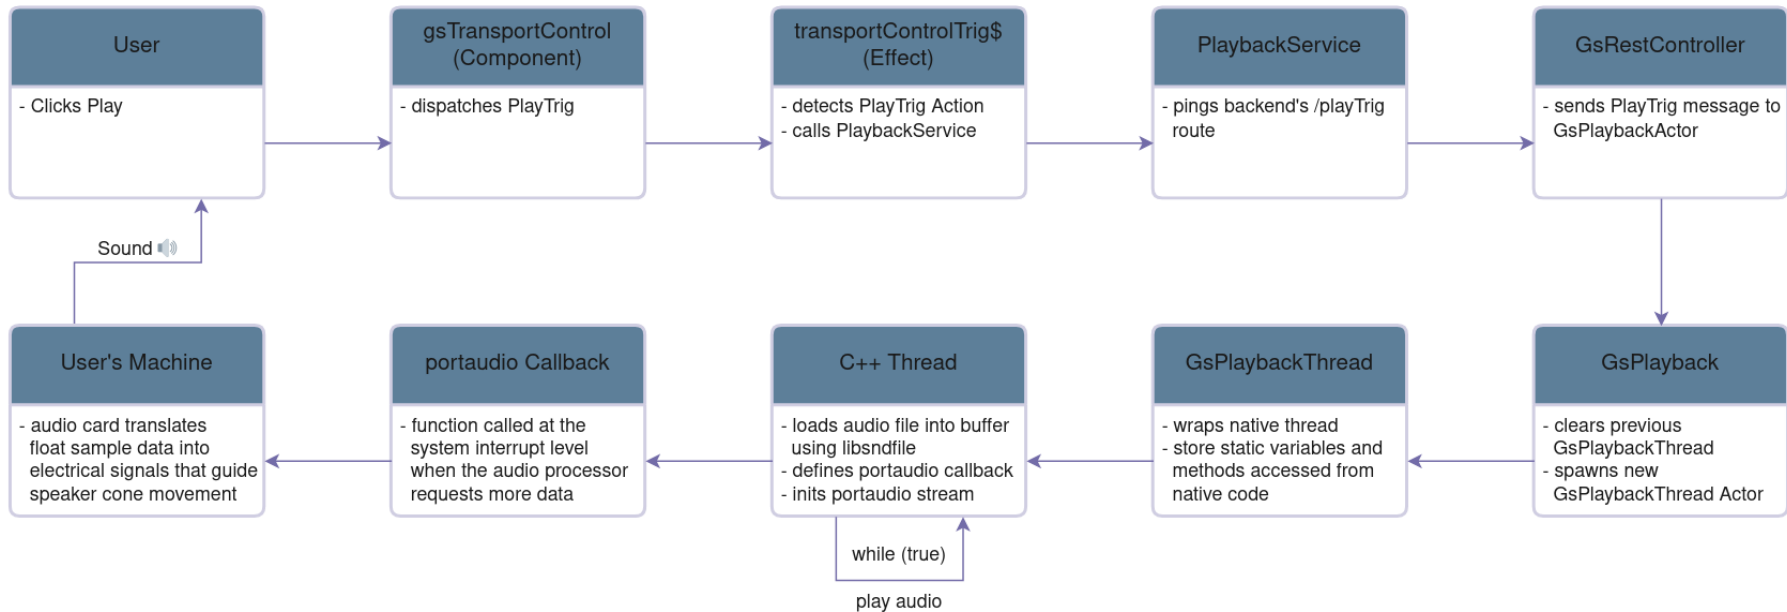 User
- Clicks Play
gsTransportControl
(Component)
- dispatches PlayTrig
transportControlTrig$
(Effect)
- detects PlayTrig Action
- calls PlaybackService
PlaybackService
- pings backend's /playTrig
route
GsRestController
- sends PlayTrig message to
GsPlaybackActor
Sound
User's Machine
- audio card translates
float sample data into
electrical signals that guide
speaker cone movement
portaudio Callback
- function called at the
system interrupt level
when the audio processor
requests more data
C++ Thread
- loads audio file into buffer
using libsndfile
- defines portaudio callback
- inits portaudio stream
GsPlaybackThread
- wraps native thread
- store static variables and
methods accessed from
native code
GsPlayback
- clears previous
GsPlaybackThread
- spawns new
GsPlaybackThread Actor
while (true)
play audio